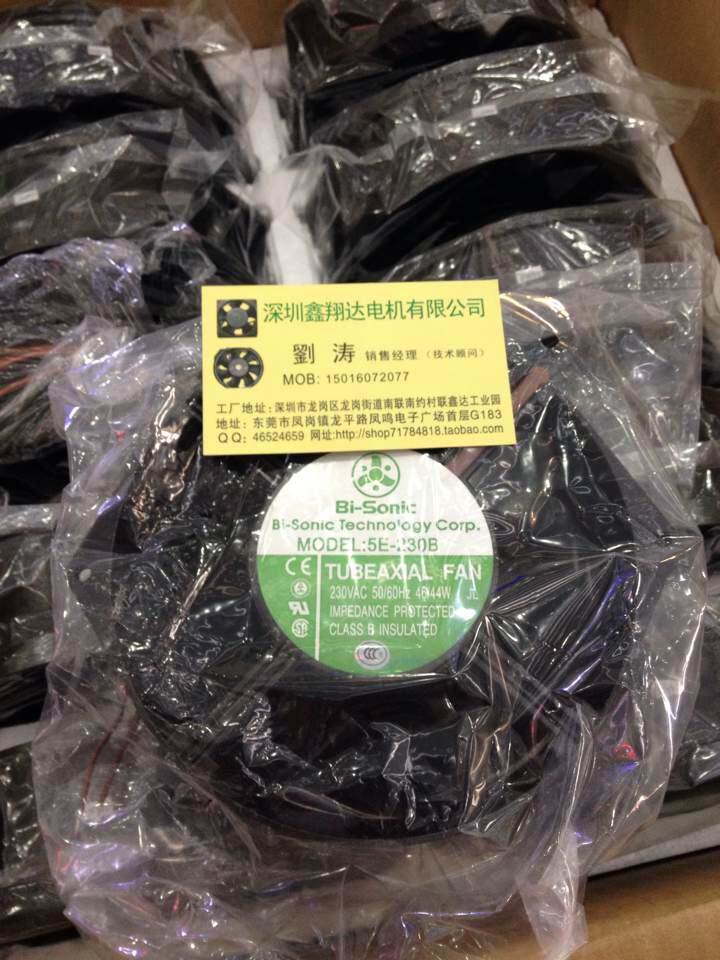 深圳鑫翔达电机有限公司
劉 涛 销售经理 (技术顾问)
MOB: 15016072077
工厂地址:深圳市龙岗区龙岗街道南联南约村联鑫达工业园
地址:东莞市凤岗镇龙平路凤鸣电子广场首层G183
QQ: 46524659 网址:http://shop71784818.taobao.com
Bi-Sonic
Bi-Sonic Technology Corp.
MODEL:5E-230B
CE TUBEAXIAL FAN
230VAC 50/60Hz 46/44W
IMPEDANCE PROTECTED
CLASS B INSULATED
CCC